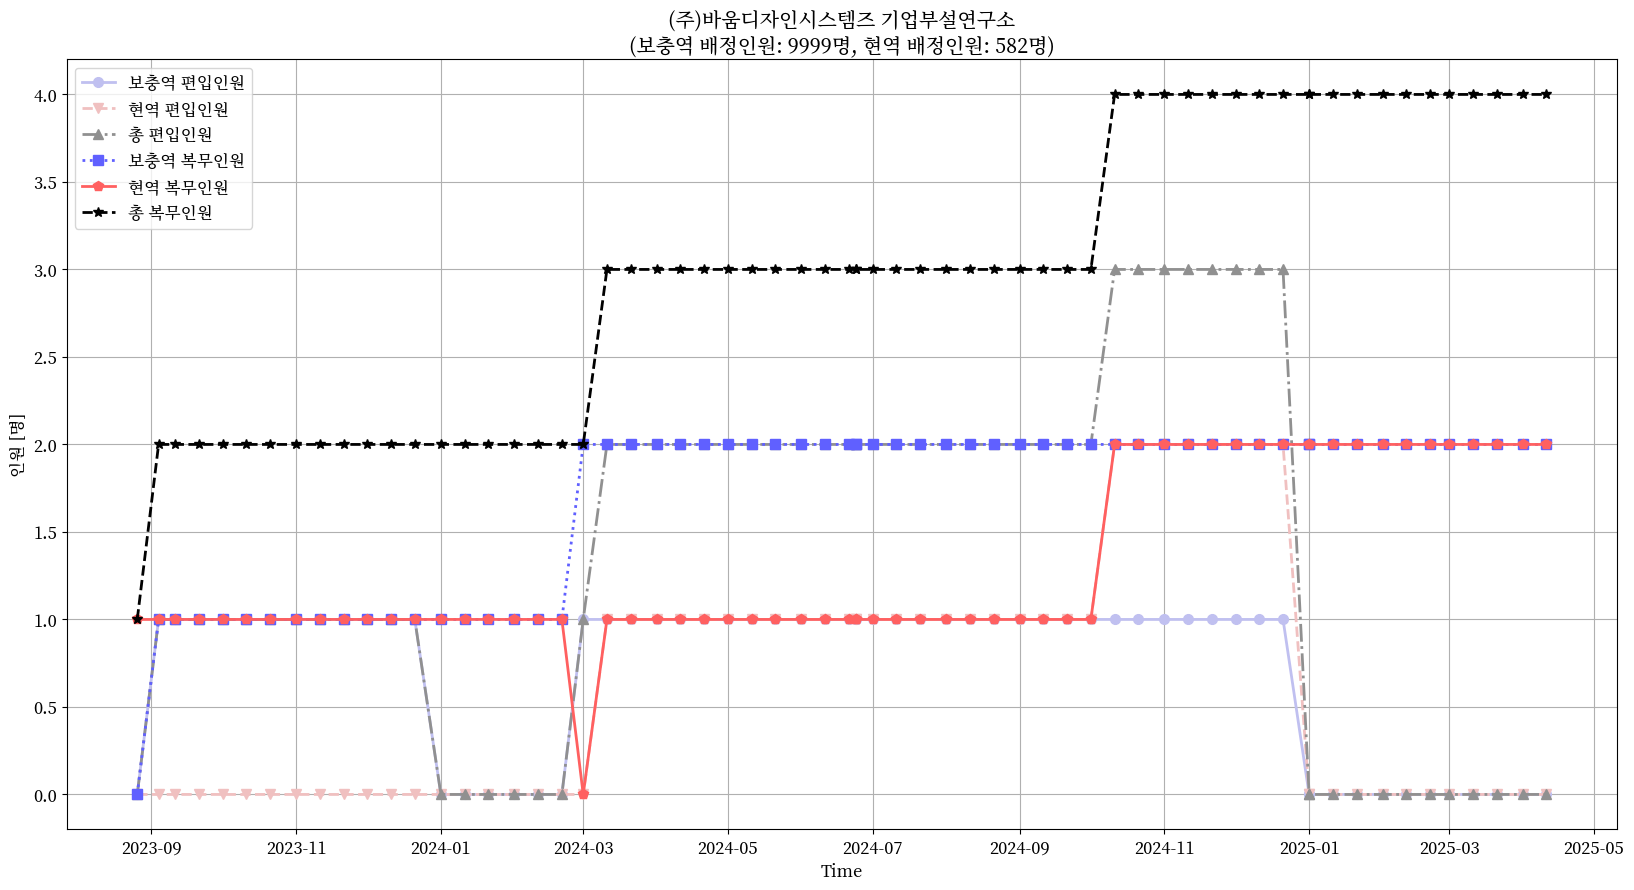 (주)바움디자인시스템즈 기업부설연구소
(보충역 배정인원: 9999명, 현역 배정인원: 582명)
보충역 편입인원
현역 편입인원
총 편입인원
보충역 복무인원
현역 복무인원
총 복무인원
4.0
3.5
3.0
2.5
2.0
1.5
1.0
0.5
0.0
인원 [명]
2023-09
2023-11
2024-01
2024-03
2024-05
2024-07
2024-09
2024-11
2025-01
2025-03
2025-05
Time